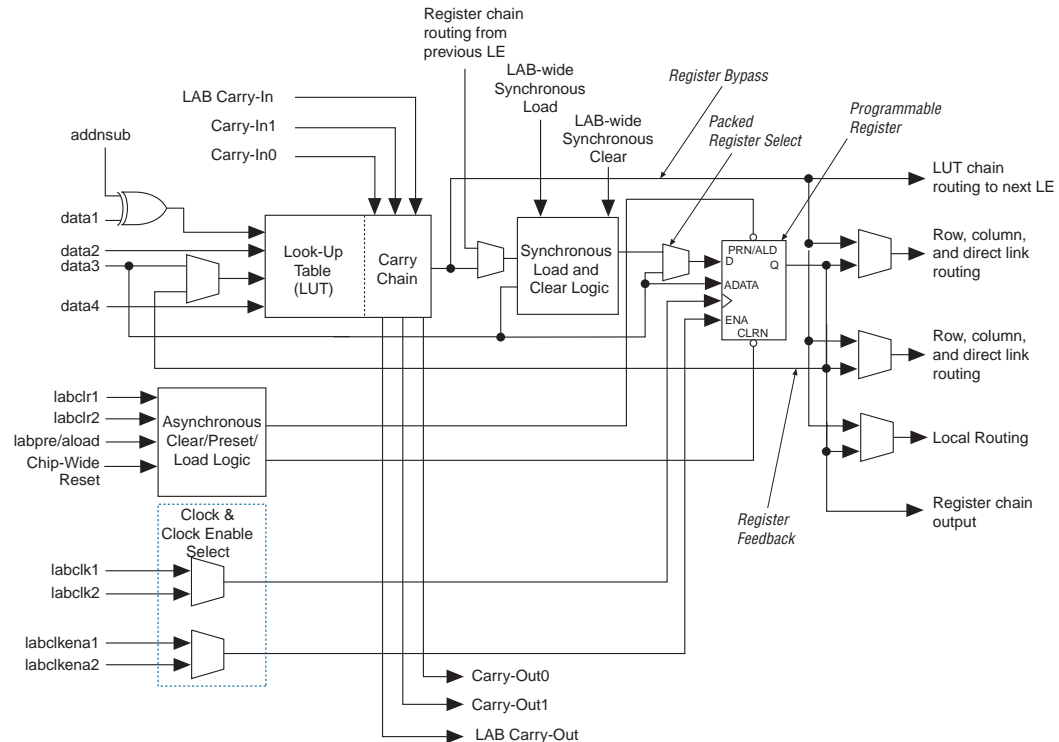 Register chain
routing from
previous LE
LAB-wide
Synchronous
Load
Register Bypass
Programmable
Register
LAB Carry-In
Packed
Register Select
LAB-wide
Synchronous
Clear
Carry-In1
addnsub
Carry-In0
LUT chain
routing to next LE
data1
data2
data3
data4
Look-Up
Table
(LUT)
Carry
Chain
Synchronous
Load and
Clear Logic
PRN/ALD
D
Q
ADATA
ENA
CLRN
Row, column,
and direct link
routing
Row, column,
and direct link
routing
labclr1
labclr2
labpre/aload
Chip-Wide
Reset
Asynchronous
Clear/Preset/
Load Logic
Local Routing
Register chain
output
Register
Feedback
Clock &
Clock Enable
Select
labclk1
labclk2
labclkena1
labclkena2
Carry-Out0
Carry-Out1
LAB Carry-Out